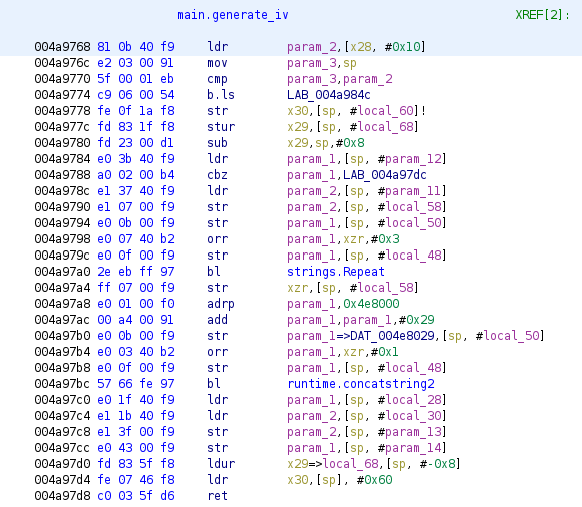 main.generate_iv XREF[2]:
004a9768 81 0b 40 f9 ldr param_2,[x28, #0x10]
004a976c e2 03 00 91 mov param_3,sp
004a9770 5f 00 01 eb cmp param_3,param_2
004a9774 c9 06 00 54 b.ls LAB_004a984c
004a9778 fe 0f 1a f8 str x30,[sp, #local_60]!
004a977c fd 83 1f f8 stur x29,[sp, #local_68]
004a9780 fd 23 00 d1 sub x29,sp,#0x8
004a9784 e0 3b 40 f9 ldr param_1,[sp, #param_12]
004a9788 a0 02 00 b4 cbz param_1,LAB_004a97dc
004a978c e1 37 40 f9 ldr param_2,[sp, #param_11]
004a9790 e1 07 00 f9 str param_2,[sp, #local_58]
004a9794 e0 0b 00 f9 str param_1,[sp, #local_50]
004a9798 e0 07 40 b2 orr param_1,xzr,#0x3
004a979c e0 0f 00 f9 str param_1,[sp, #local_48]
004a97a0 2e eb ff 97 bl strings.Repeat
004a97a4 ff 07 00 f9 str xzr,[sp, #local_58]
004a97a8 e0 01 00 f0 adrp param_1,0x4e8000
004a97ac 00 a4 00 91 add param_1,param_1,#0x29
004a97b0 e0 0b 00 f9 str param_1=>DAT_004e8029,[sp, #local_50]
004a97b4 e0 03 40 b2 orr param_1,xzr,#0x1
004a97b8 e0 0f 00 f9 str param_1,[sp, #local_48]
004a97bc 57 66 fe 97 bl runtime.concatstring2
004a97c0 e0 1f 40 f9 ldr param_1,[sp, #local_28]
004a97c4 e1 1b 40 f9 ldr param_2,[sp, #local_30]
004a97c8 e1 3f 00 f9 str param_2,[sp, #param_13]
004a97cc e0 43 00 f9 str param_1,[sp, #param_14]
004a97d0 fd 83 5f f8 ldur x29=>local_68,[sp, #-0x8]
004a97d4 fe 07 46 f8 ldr x30,[sp], #0x60
004a97d8 c0 03 5f d6 ret